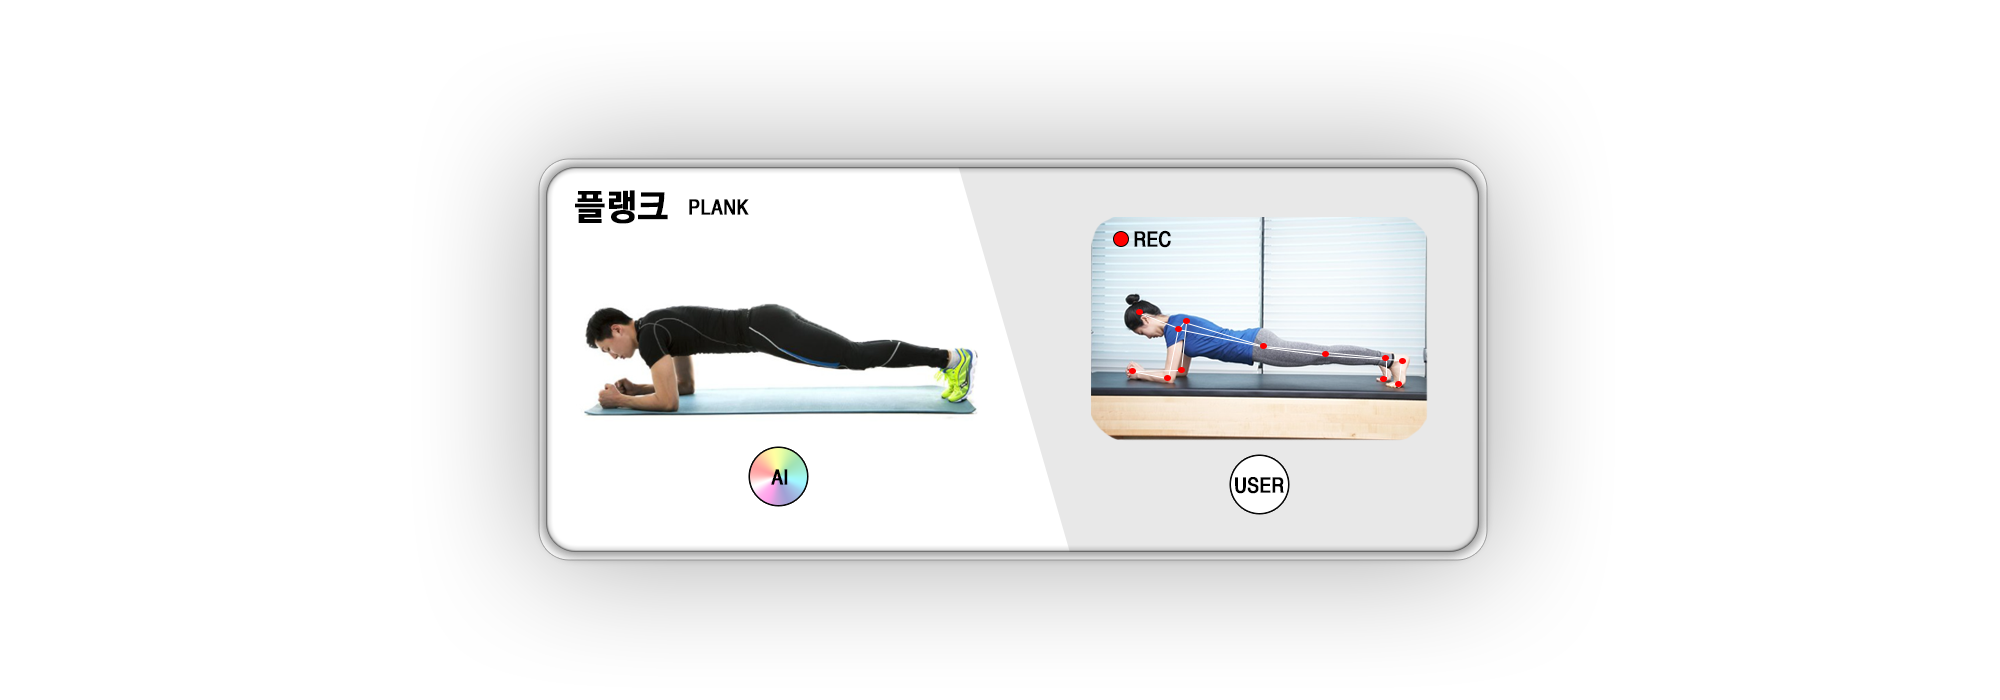 플랭크 PLANK
REC
AI
USER